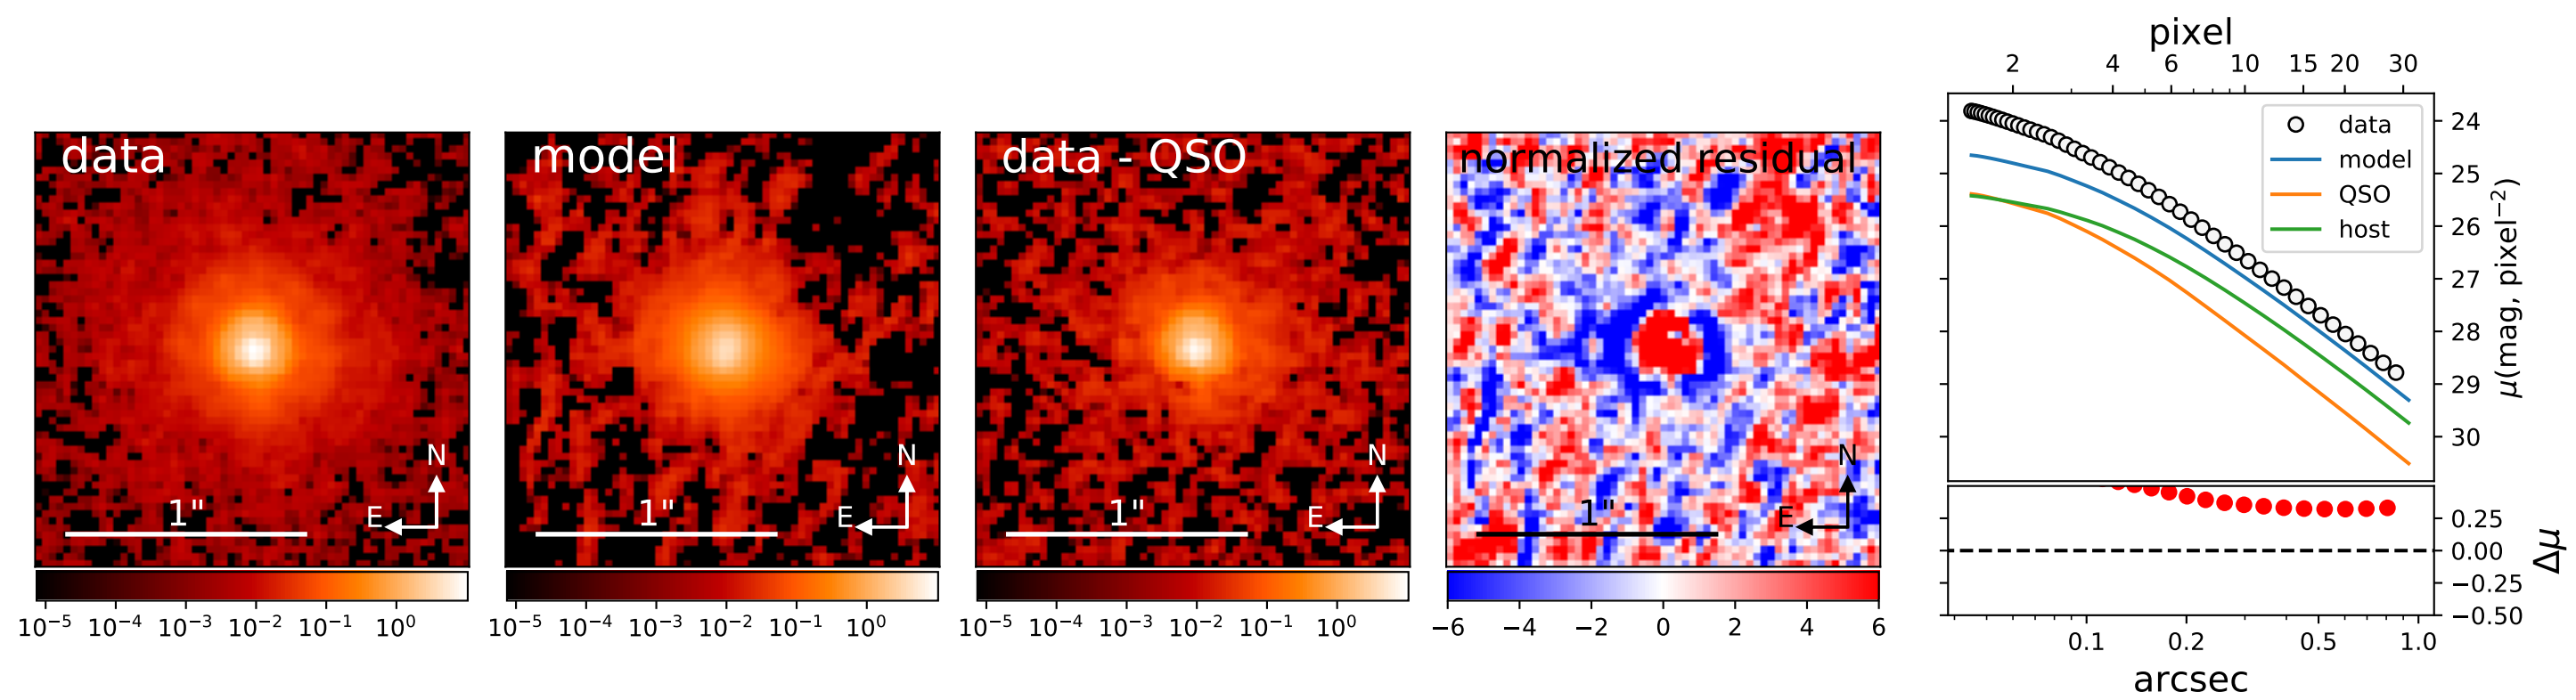 data
N
E
1"
10⁻⁵ 10⁻⁴ 10⁻³ 10⁻² 10⁻¹ 10⁰
model
N
E
1"
10⁻⁵ 10⁻⁴ 10⁻³ 10⁻² 10⁻¹ 10⁰
data - QSO
N
E
1"
10⁻⁵ 10⁻⁴ 10⁻³ 10⁻² 10⁻¹ 10⁰
normalized residual
N
E
1"
−6 −4 −2 0 2 4 6
pixel
2 4 6 10 15 20 30
data
model
QSO
host
24
25
26
27
28
29
30
μ(mag, pixel⁻²)
0.25
0.00
−0.25
−0.50
Δμ
0.1 0.2 0.5 1.0
arcsec